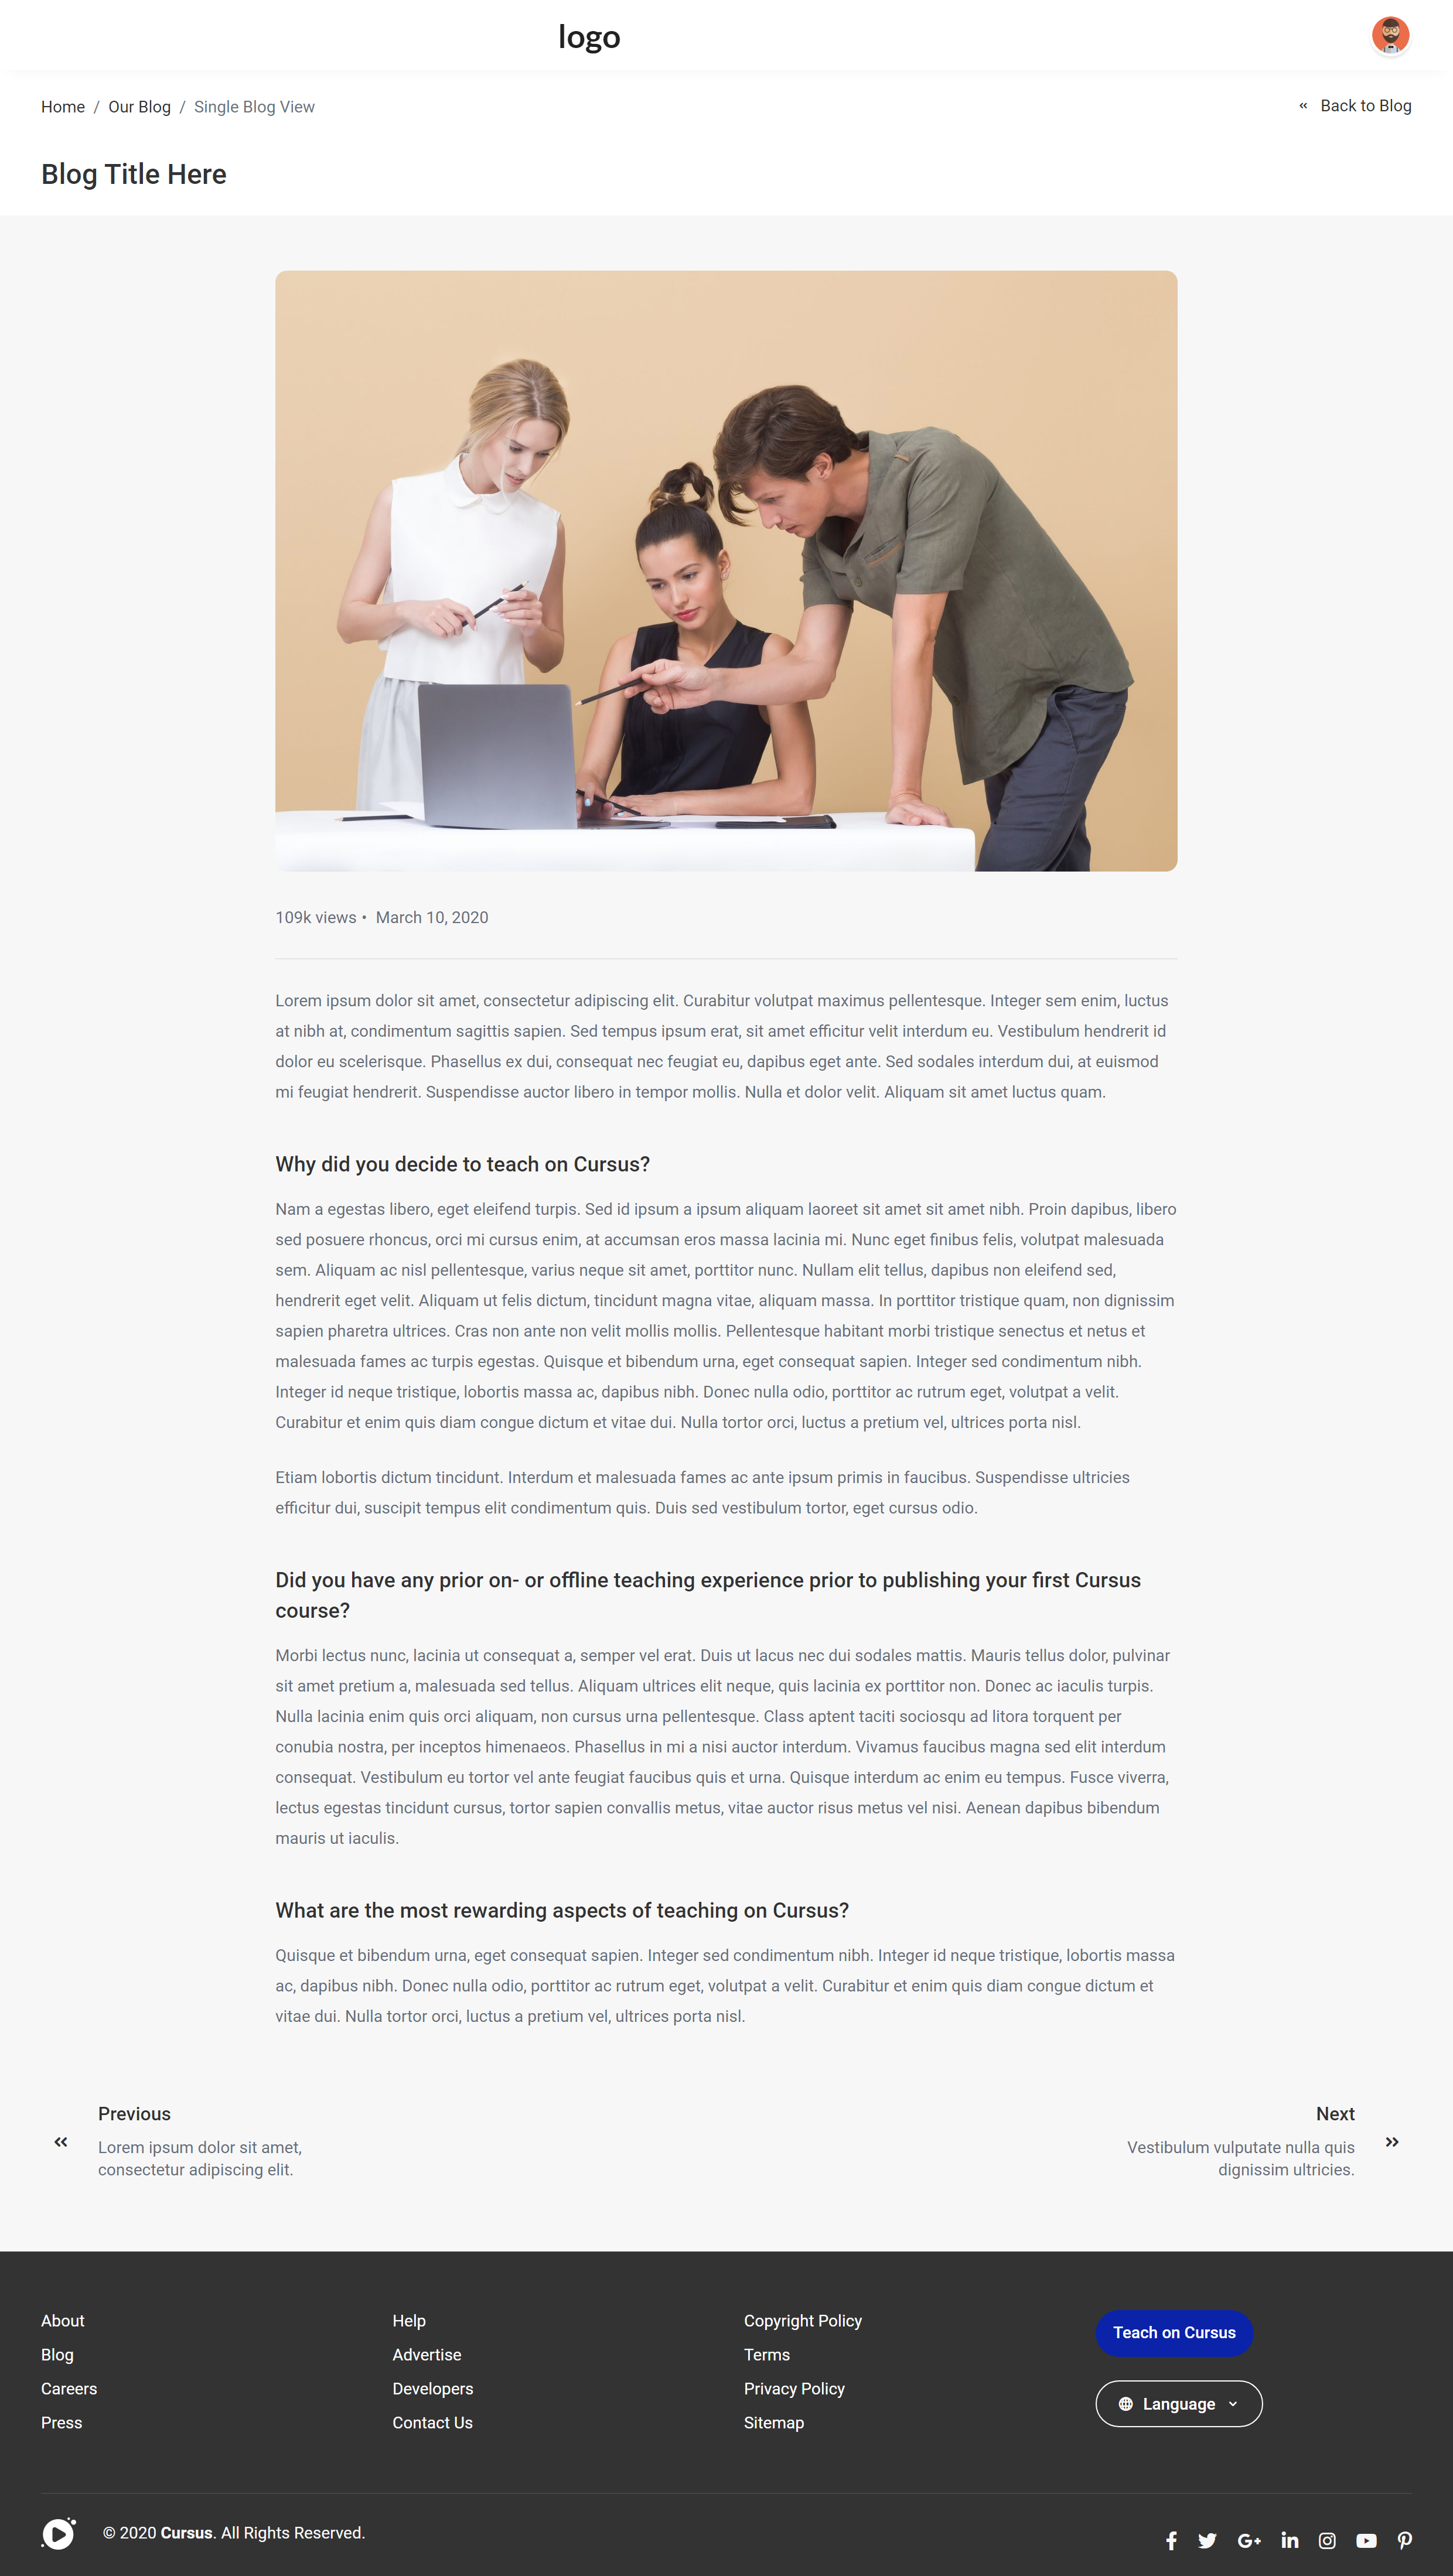 logo
Home / Our Blog / Single Blog View
« Back to Blog
Blog Title Here
109k views • March 10, 2020
Lorem ipsum dolor sit amet, consectetur adipiscing elit. Curabitur volutpat maximus pellentesque. Integer sem enim, luctus
at nibh at, condimentum sagittis sapien. Sed tempus ipsum erat, sit amet efficitur velit interdum eu. Vestibulum hendrerit id
dolor eu scelerisque. Phasellus ex dui, consequat nec feugiat eu, dapibus eget ante. Sed sodales interdum dui, at euismod
mi feugiat hendrerit. Suspendisse auctor libero in tempor mollis. Nulla et dolor velit. Aliquam sit amet luctus quam.
Why did you decide to teach on Cursus?
Nam a egestas libero, eget eleifend turpis. Sed id ipsum a ipsum aliquam laoreet sit amet sit amet nibh. Proin dapibus, libero
sed posuere rhoncus, orci mi cursus enim, at accumsan eros massa lacinia mi. Nunc eget finibus felis, volutpat malesuada
sem. Aliquam ac nisl pellentesque, varius neque sit amet, porttitor nunc. Nullam elit tellus, dapibus non eleifend sed,
hendrerit eget velit. Aliquam ut felis dictum, tincidunt magna vitae, aliquam massa. In porttitor tristique quam, non dignissim
sapien pharetra ultrices. Cras non ante non velit mollis mollis. Pellentesque habitant morbi tristique senectus et netus et
malesuada fames ac turpis egestas. Quisque et bibendum urna, eget consequat sapien. Integer sed condimentum nibh.
Integer id neque tristique, lobortis massa ac, dapibus nibh. Donec nulla odio, porttitor ac rutrum eget, volutpat a velit.
Curabitur et enim quis diam congue dictum et vitae dui. Nulla tortor orci, luctus a pretium vel, ultrices porta nisl.
Etiam lobortis dictum tincidunt. Interdum et malesuada fames ac ante ipsum primis in faucibus. Suspendisse ultricies
efficitur dui, suscipit tempus elit condimentum quis. Duis sed vestibulum tortor, eget cursus odio.
Did you have any prior on- or offline teaching experience prior to publishing your first Cursus
course?
Morbi lectus nunc, lacinia ut consequat a, semper vel erat. Duis ut lacus nec dui sodales mattis. Mauris tellus dolor, pulvinar
sit amet pretium a, malesuada sed tellus. Aliquam ultrices elit neque, quis lacinia ex porttitor non. Donec ac iaculis turpis.
Nulla lacinia enim quis orci aliquam, non cursus urna pellentesque. Class aptent taciti sociosqu ad litora torquent per
conubia nostra, per inceptos himenaeos. Phasellus in mi a nisi auctor interdum. Vivamus faucibus magna sed elit interdum
consequat. Vestibulum eu tortor vel ante feugiat faucibus quis et urna. Quisque interdum ac enim eu tempus. Fusce viverra,
lectus egestas tincidunt cursus, tortor sapien convallis metus, vitae auctor risus metus vel nisi. Aenean dapibus bibendum
mauris ut iaculis.
What are the most rewarding aspects of teaching on Cursus?
Quisque et bibendum urna, eget consequat sapien. Integer sed condimentum nibh. Integer id neque tristique, lobortis massa
ac, dapibus nibh. Donec nulla odio, porttitor ac rutrum eget, volutpat a velit. Curabitur et enim quis diam congue dictum et
vitae dui. Nulla tortor orci, luctus a pretium vel, ultrices porta nisl.
Previous
Lorem ipsum dolor sit amet,
consectetur adipiscing elit.
Next
Vestibulum vulputate nulla quis
dignissim ultricies.
About
Blog
Careers
Press
Help
Advertise
Developers
Contact Us
Copyright Policy
Terms
Privacy Policy
Sitemap
Teach on Cursus
Language
© 2020 Cursus. All Rights Reserved.